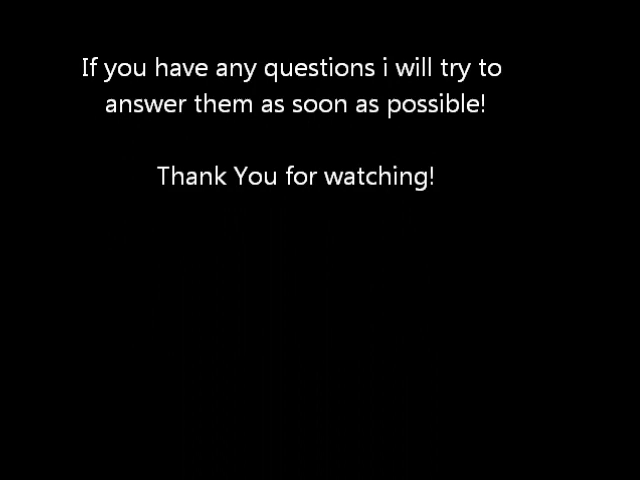 If you have any questions i will try to
answer them as soon as possible!
Thank You for watching!